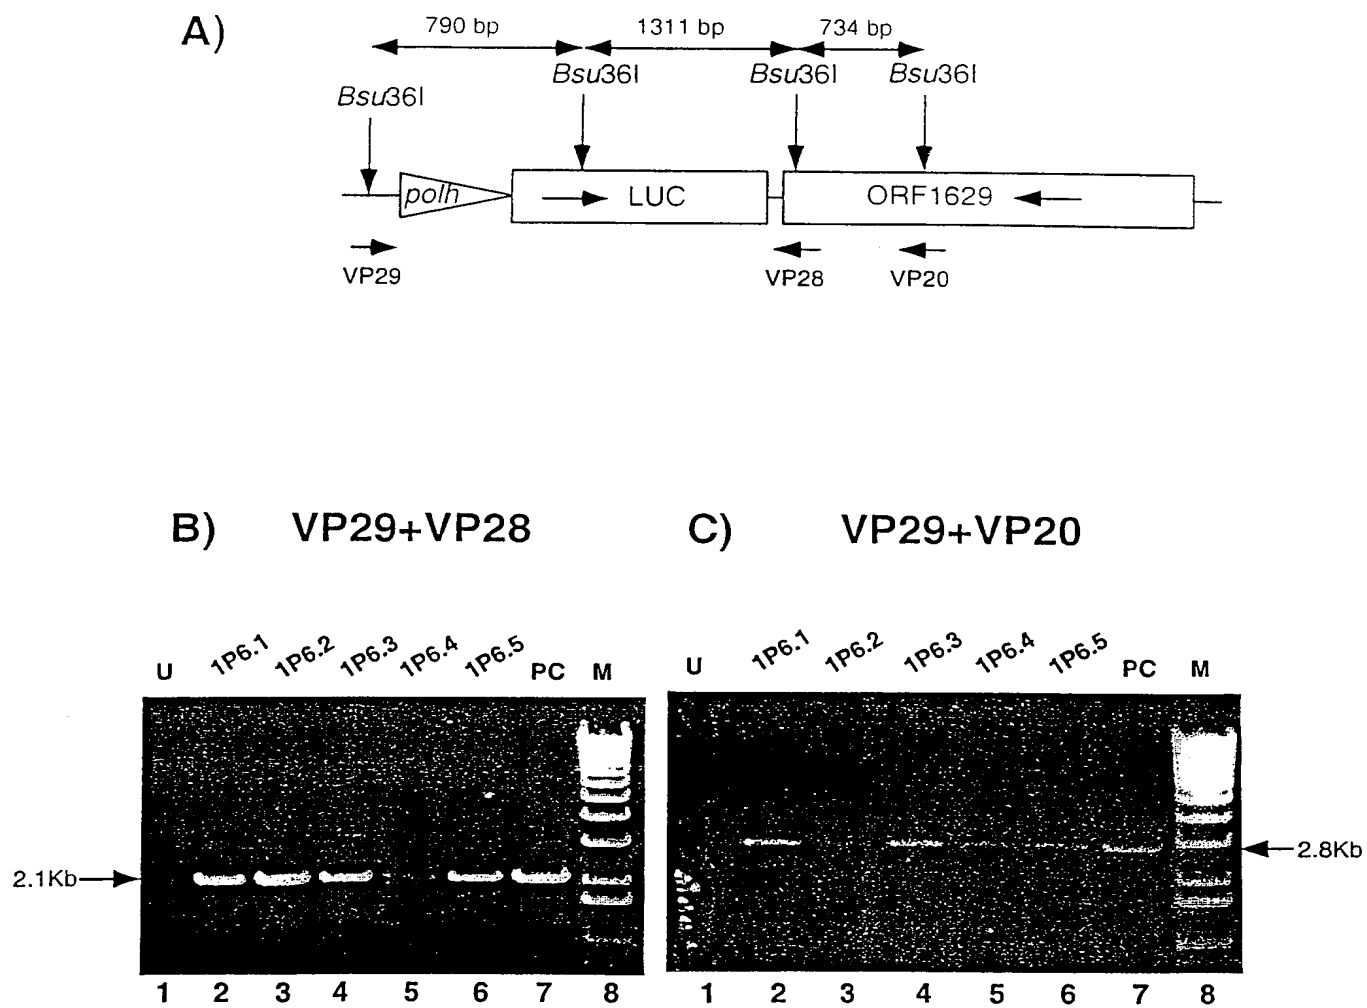 A)
790 bp
1311 bp
734 bp
Bsu36I
Bsu36I
Bsu36I
Bsu36I
polh
LUC
ORF1629
VP29
VP28
VP20
B) VP29+VP28
U 1P6.1 1P6.2 1P6.3 1P6.4 1P6.5 PC M
2.1Kb
1 2 3 4 5 6 7 8
C) VP29+VP20
U 1P6.1 1P6.2 1P6.3 1P6.4 1P6.5 PC M
2.8Kb
1 2 3 4 5 6 7 8